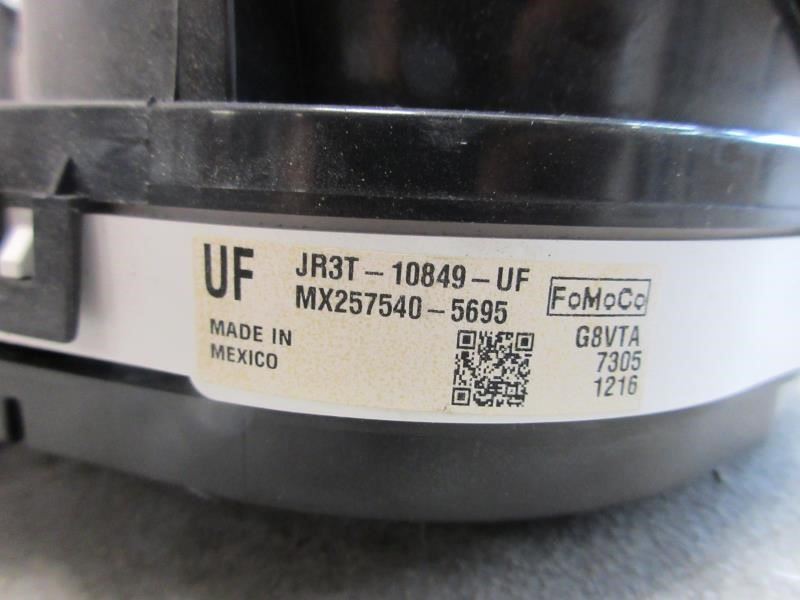 UF
JR3T-10849-UF
MX257540-5695
FoMoCo
MADE IN
MEXICO
G8VTA
7305
1216